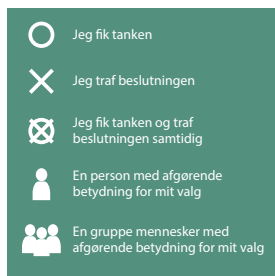 Jeg fik tanken
Jeg traf beslutningen
Jeg fik tanken og traf
beslutningen samtidig
En person med afgørende
betydning for mit valg
En gruppe mennesker med
afgørende betydning for mit valg